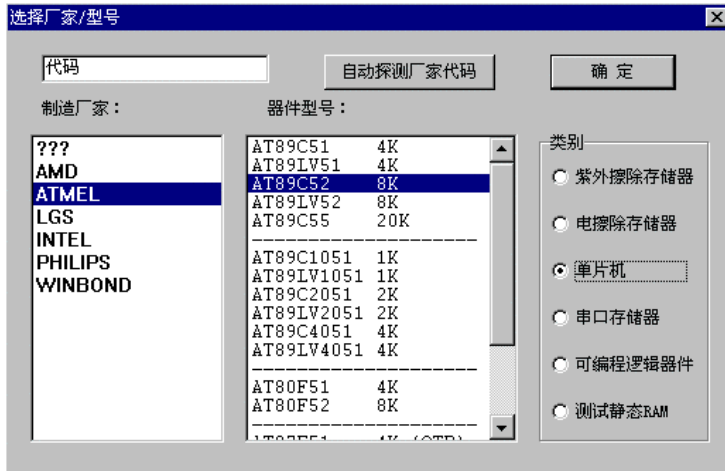 选择厂家/型号
代码
自动探测厂家代码
确 定
制造厂家：
器件型号：
???
AMD
ATMEL
LGS
INTEL
PHILIPS
WINBOND
AT89C51 4K
AT89LV51 4K
AT89C52 8K
AT89LV52 8K
AT89C55 20K
--------------------
AT89C1051 1K
AT89LV1051 1K
AT89C2051 2K
AT89LV2051 2K
AT89C4051 4K
AT89LV4051 4K
--------------------
AT80F51 4K
AT80F52 8K
--------------------
类别
紫外擦除存储器
电擦除存储器
单片机
串口存储器
可编程逻辑器件
测试静态RAM